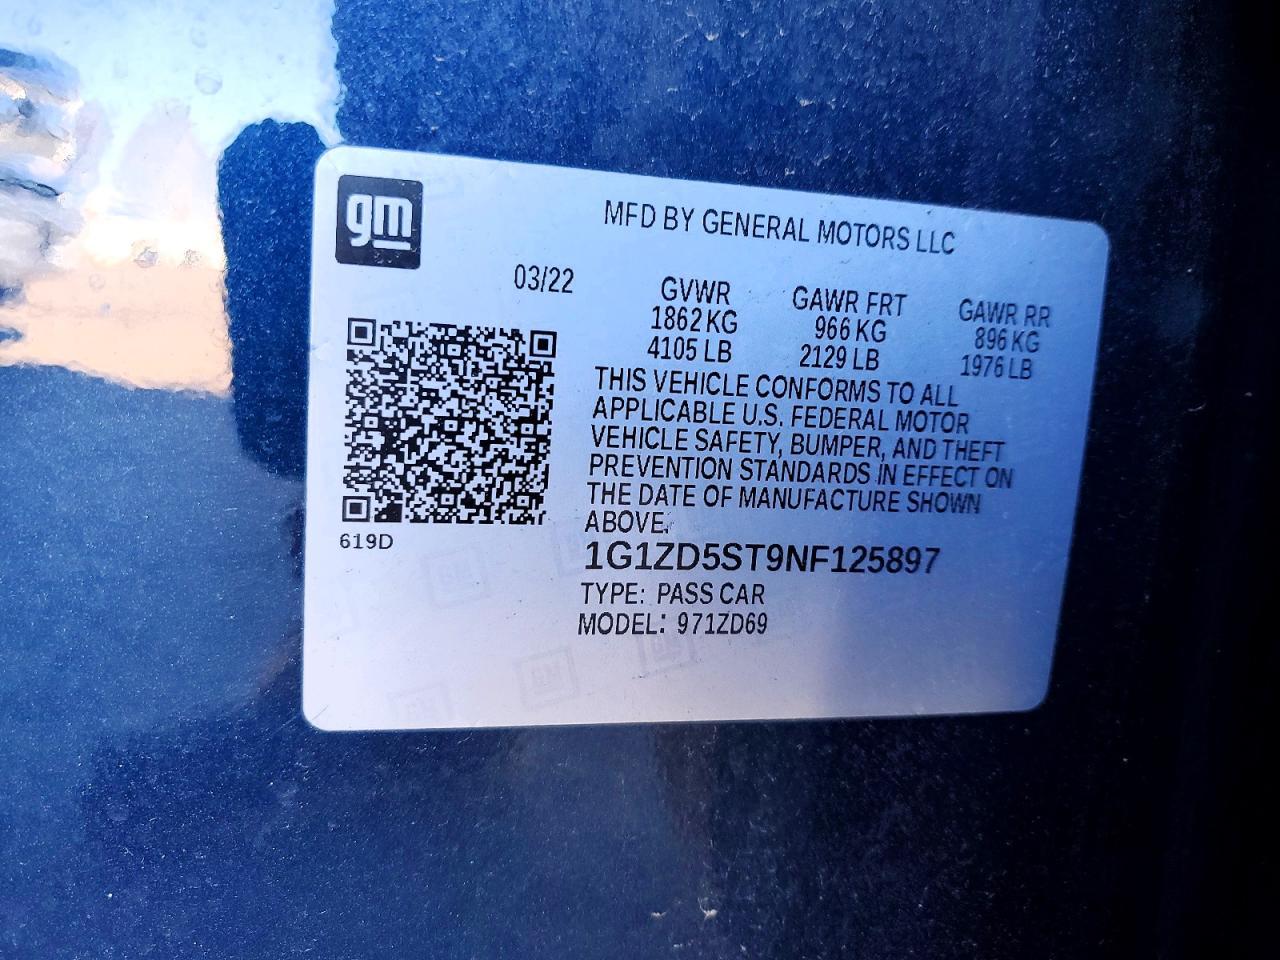 gm
MFD BY GENERAL MOTORS LLC
03/22 GVWR GAWR FRT GAWR RR
1862 KG 966 KG 896 KG
4105 LB 2129 LB 1976 LB
THIS VEHICLE CONFORMS TO ALL
APPLICABLE U.S. FEDERAL MOTOR
VEHICLE SAFETY, BUMPER, AND THEFT
PREVENTION STANDARDS IN EFFECT ON
THE DATE OF MANUFACTURE SHOWN
ABOVE.
619D
1G1ZD5ST9NF125897
TYPE: PASS CAR
MODEL: 971ZD69